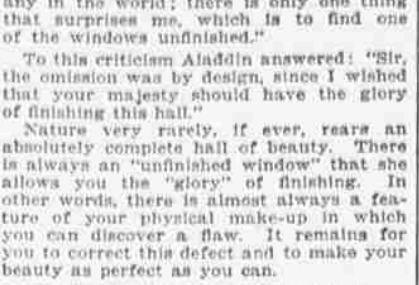 any in the world; there is only one thing
that surprises me, which is to find one
of the windows unfinished."
To this criticism Aladdin answered: "Sir,
the omission was by design, since I wished
that your majesty should have the glory
of finishing this hall."
Nature very rarely, if ever, rears an
absolutely complete hall of beauty. There
is always an "unfinished window" that she
allows you the "glory" of finishing. In
other words, there is almost always a fea-
ture of your physical make-up in which
you can discover a flaw. It remains for
you to correct this defect and to make your
beauty as perfect as you can.